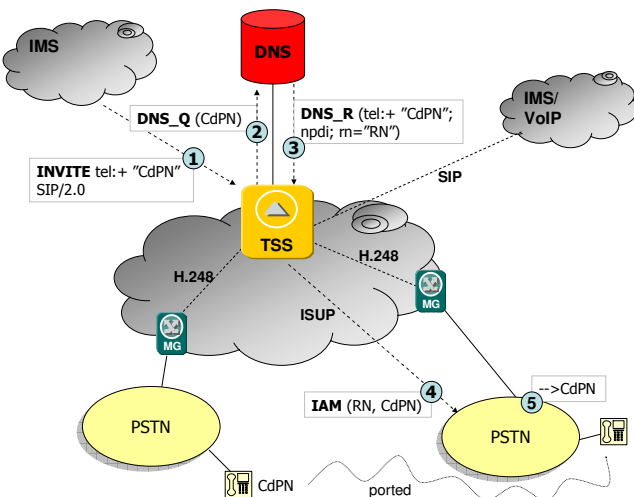 IMS
DNS
IMS/
VoIP
DNS_Q (CdPN)
2
DNS_R (tel:+ ”CdPN”;
npdi; rn=”RN”)
3
1
INVITE tel:+ ”CdPN”
SIP/2.0
SIP
TSS
H.248
H.248
MG
MG
ISUP
4
IAM (RN, CdPN)
5
-->CdPN
PSTN
PSTN
CdPN
ported